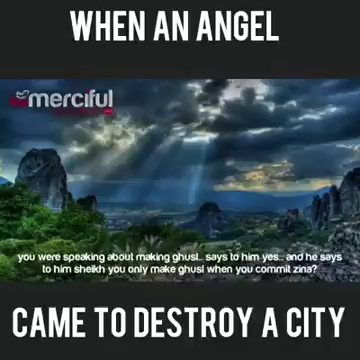 WHEN AN ANGEL
merciful
you were speaking about making ghusl.. says to him yes.. and he says
to him sheikh you only make ghusl when you commit zina?
CAME TO DESTROY A CITY